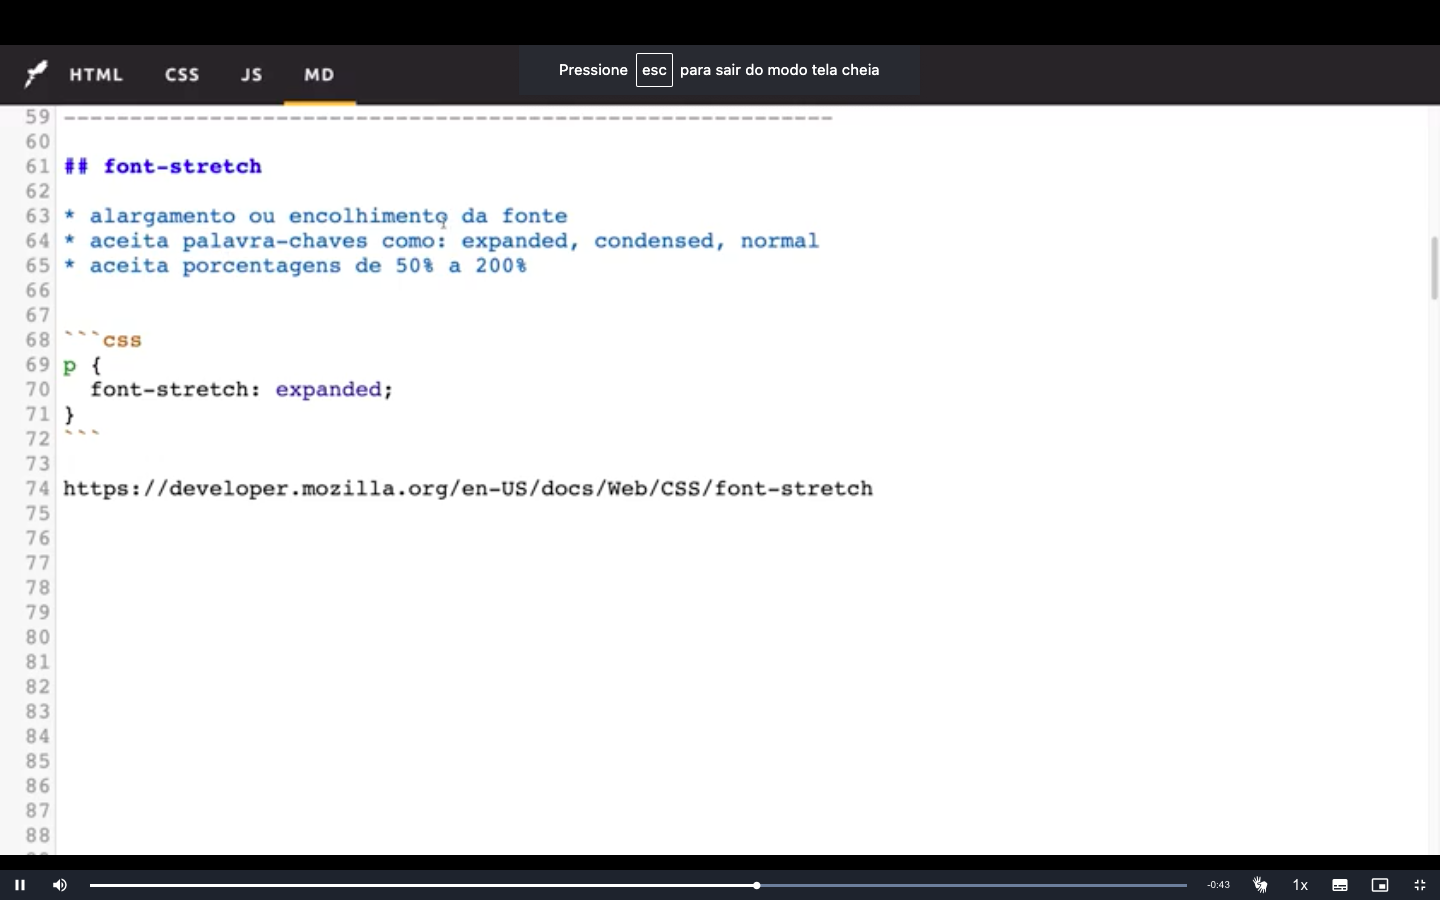 HTML CSS JS MD
Pressione esc para sair do modo tela cheia
59 ----------------------------------------------------------
60
61 ## font-stretch
62
63 * alargamento ou encolhimento da fonte
64 * aceita palavra-chaves como: expanded, condensed, normal
65 * aceita porcentagens de 50% a 200%
66
67
68 ```css
69 p {
70   font-stretch: expanded;
71 }
72 ```
73
74 https://developer.mozilla.org/en-US/docs/Web/CSS/font-stretch
75
76
77
78
79
80
81
82
83
84
85
86
87
88
-0:43 1x